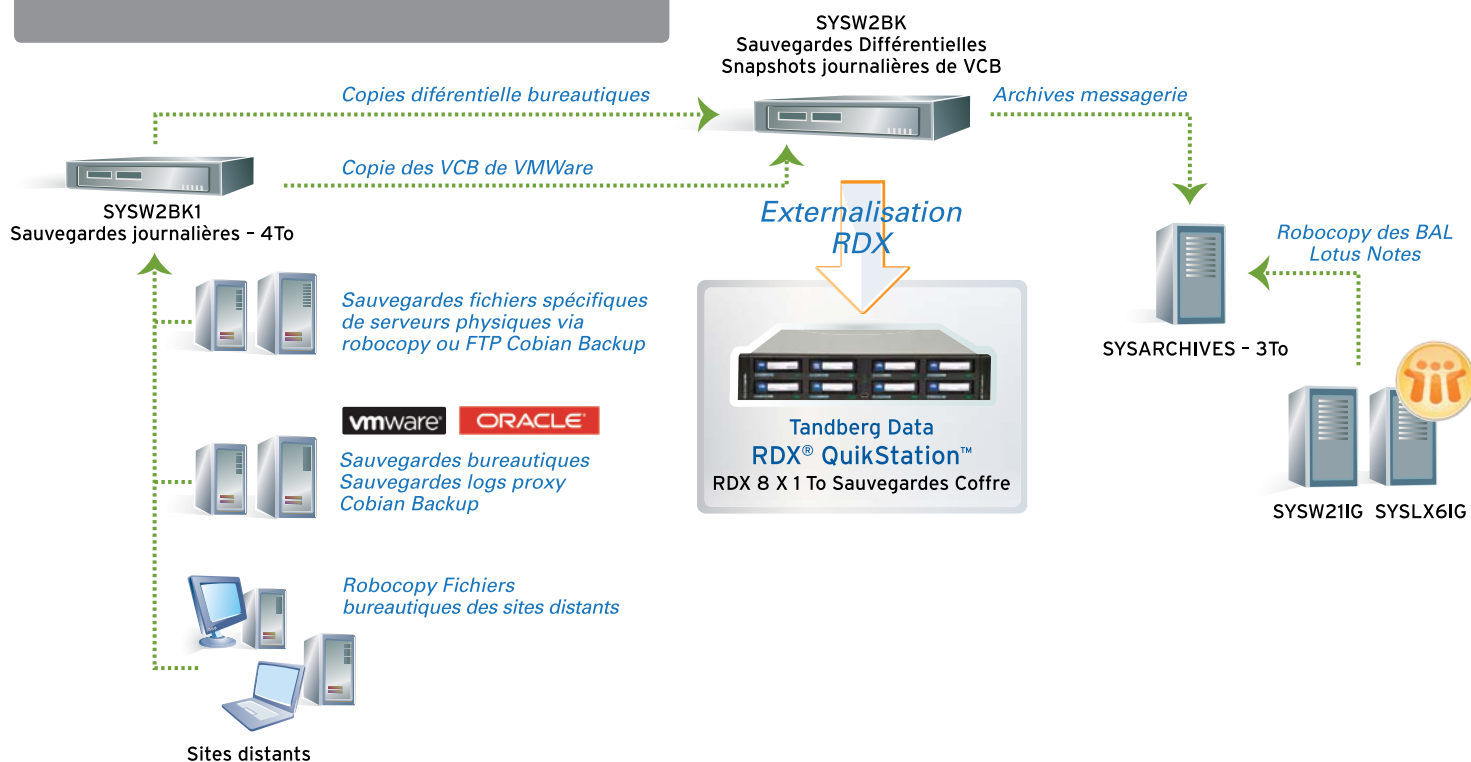 SYSW2BK
Sauvegardes Différentielles
Snapshots journalières de VCB
Copies diférentielle bureautiques
Archives messagerie
Copie des VCB de VMWare
SYSW2BK1
Sauvegardes journalières – 4To
Externalisation
RDX
Robocopy des BAL
Lotus Notes
Sauvegardes fichiers spécifiques
de serveurs physiques via
robocopy ou FTP Cobian Backup
SYSARCHIVES – 3To
vmware®
ORACLE®
Tandberg Data
RDX® QuikStation™
RDX 8 X 1 To Sauvegardes Coffre
Sauvegardes bureautiques
Sauvegardes logs proxy
Cobian Backup
SYSW21IG SYSLX6IG
Robocopy Fichiers
bureautiques des sites distants
Sites distants